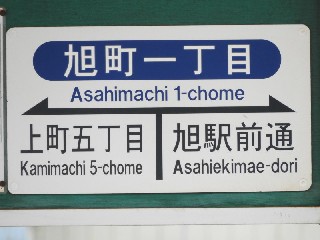 旭町一丁目
Asahimachi 1-chome
上町五丁目
Kamimachi 5-chome
旭駅前通
Asahiekimae-dori